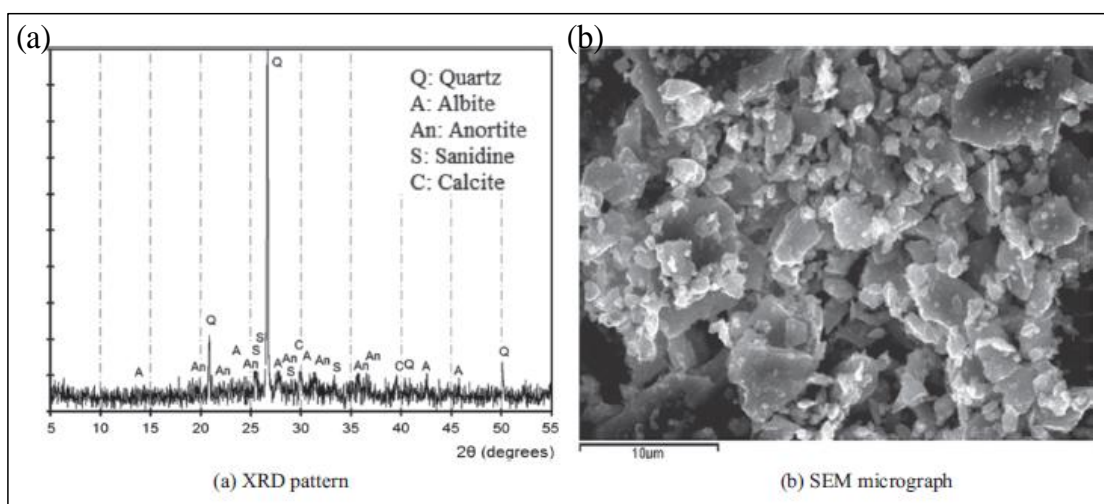 (a)
Q
Q: Quartz
A: Albite
An: Anortite
S: Sanidine
C: Calcite
Q
A
An
An
A
An
S
S
A
An
S
C
A
An
S
An
An
C
Q
A
A
Q
5
10
15
20
25
30
35
40
45
50
55
2θ (degrees)
(a) XRD pattern
(b)
10µm
(b) SEM micrograph